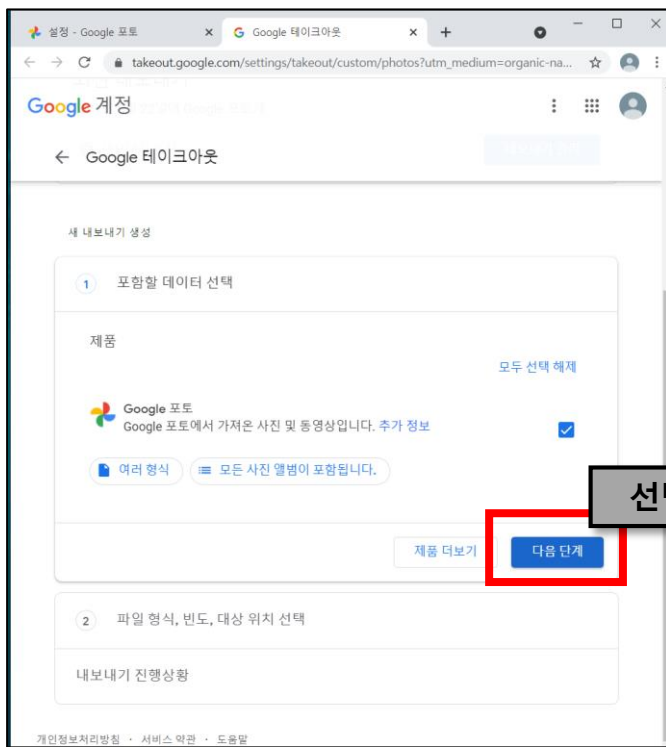 설정 - Google 포토
Google 테이크아웃
takeout.google.com/settings/takeout/custom/photos?utm_medium=organic-na...
Google 계정
Google 테이크아웃
새 내보내기 생성
1 포함할 데이터 선택
제품
모두 선택 해제
Google 포토
Google 포토에서 가져온 사진 및 동영상입니다. 추가 정보
여러 형식
모든 사진 앨범이 포함됩니다.
제품 더보기
다음 단계
2 파일 형식, 빈도, 대상 위치 선택
내보내기 진행상황
개인정보처리방침 · 서비스 약관 · 도움말